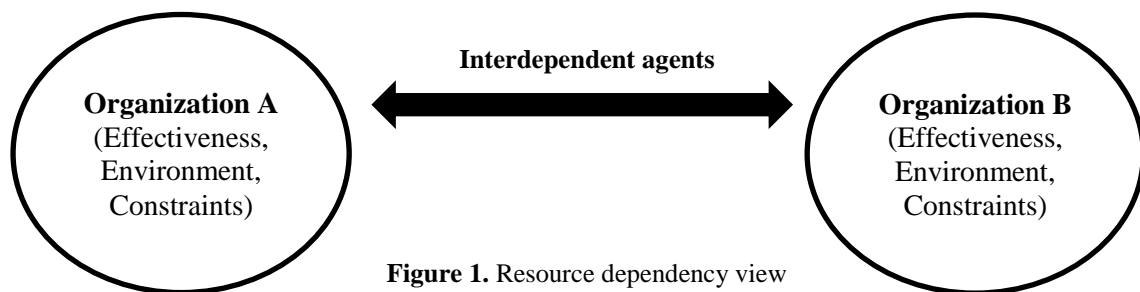 Interdependent agents
Organization A
(Effectiveness,
Environment,
Constraints)
Organization B
(Effectiveness,
Environment,
Constraints)
Figure 1. Resource dependency view